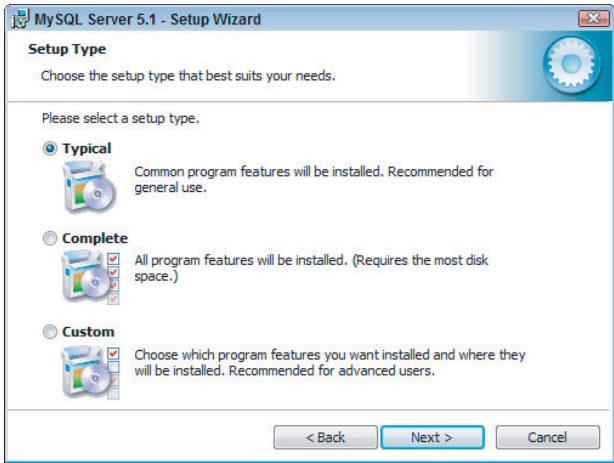 MySQL Server 5.1 - Setup Wizard
Setup Type
Choose the setup type that best suits your needs.
Please select a setup type.
Typical
Common program features will be installed. Recommended for
general use.
Complete
All program features will be installed. (Requires the most disk
space.)
Custom
Choose which program features you want installed and where they
will be installed. Recommended for advanced users.
< Back Next > Cancel